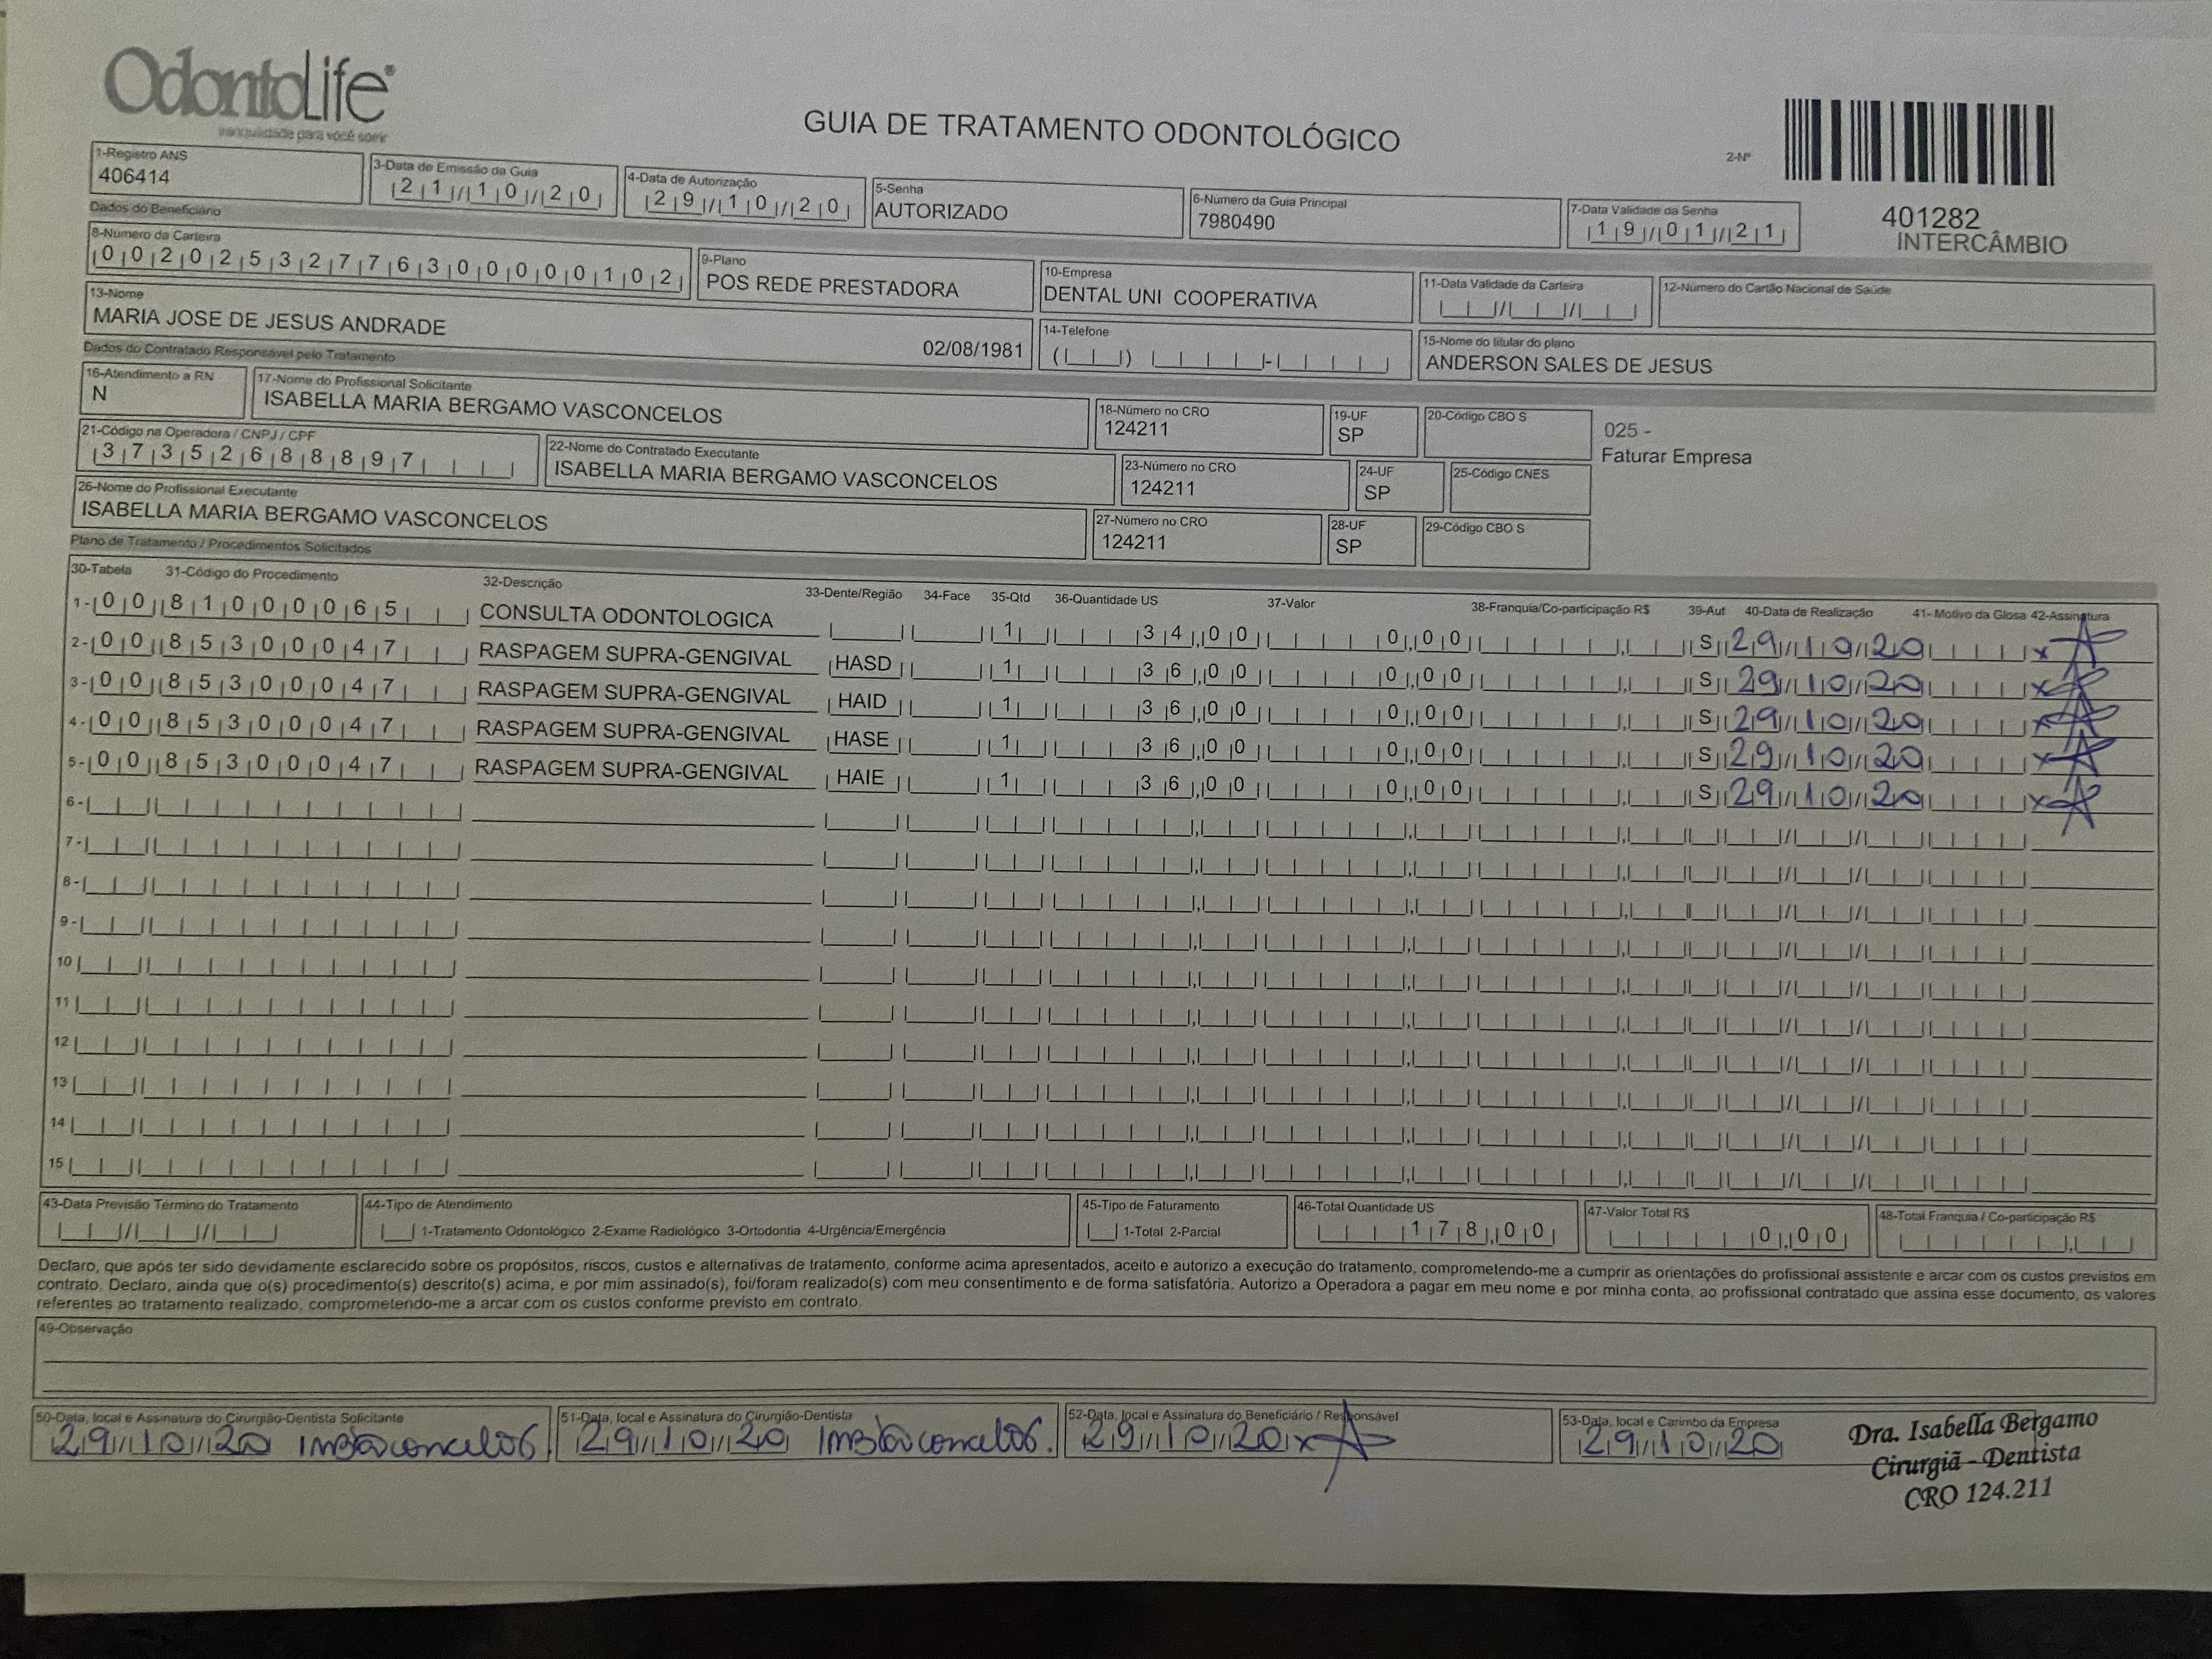 OdontoLife®
tranquilidade para você sorrir
GUIA DE TRATAMENTO ODONTOLÓGICO
2-Nº
401282
INTERCÂMBIO
1-Registro ANS
406414
3-Data de Emissão da Guia
21/10/20
4-Data de Autorização
29/10/20
5-Senha
AUTORIZADO
6-Número da Guia Principal
7980490
7-Data Validade da Senha
19/01/21
Dados do Beneficiário
8-Número da Carteira
00202532776300000102
9-Plano
POS REDE PRESTADORA
10-Empresa
DENTAL UNI COOPERATIVA
11-Data Validade da Carteira
12-Número do Cartão Nacional de Saúde
13-Nome
MARIA JOSE DE JESUS ANDRADE
02/08/1981
14-Telefone
15-Nome do titular do plano
ANDERSON SALES DE JESUS
Dados do Contratado Responsável pelo Tratamento
16-Atendimento a RN
N
17-Nome do Profissional Solicitante
ISABELLA MARIA BERGAMO VASCONCELOS
18-Número no CRO
124211
19-UF
SP
20-Código CBO S
025 -
Faturar Empresa
21-Código na Operadora / CNPJ / CPF
37352688897
22-Nome do Contratado Executante
ISABELLA MARIA BERGAMO VASCONCELOS
23-Número no CRO
124211
24-UF
SP
25-Código CNES
26-Nome do Profissional Executante
ISABELLA MARIA BERGAMO VASCONCELOS
27-Número no CRO
124211
28-UF
SP
29-Código CBO S
Plano de Tratamento / Procedimentos Solicitados
30-Tabela 31-Código do Procedimento 32-Descrição 33-Dente/Região 34-Face 35-Qtd 36-Quantidade US 37-Valor 38-Franquia/Co-participação R$ 39-Aut 40-Data de Realização 41- Motivo da Glosa 42-Assinatura
1- 00 81000065 CONSULTA ODONTOLOGICA 1 34,00 0,00 S 29/10/20 x
2- 00 85300047 RASPAGEM SUPRA-GENGIVAL HASD 1 36,00 0,00 S 29/10/20 x
3- 00 85300047 RASPAGEM SUPRA-GENGIVAL HAID 1 36,00 0,00 S 29/10/20 x
4- 00 85300047 RASPAGEM SUPRA-GENGIVAL HASE 1 36,00 0,00 S 29/10/20 x
5- 00 85300047 RASPAGEM SUPRA-GENGIVAL HAIE 1 36,00 0,00 S 29/10/20 x
6-
7-
8-
9-
10
11
12
13
14
15
43-Data Previsão Término do Tratamento
44-Tipo de Atendimento
1-Tratamento Odontológico 2-Exame Radiológico 3-Ortodontia 4-Urgência/Emergência
45-Tipo de Faturamento
1-Total 2-Parcial
46-Total Quantidade US
178,00
47-Valor Total R$
0,00
48-Total Franquia / Co-participação R$
Declaro, que após ter sido devidamente esclarecido sobre os propósitos, riscos, custos e alternativas de tratamento, conforme acima apresentados, aceito e autorizo a execução do tratamento, comprometendo-me a cumprir as orientações do profissional assistente e arcar com os custos previstos em
contrato. Declaro, ainda que o(s) procedimento(s) descrito(s) acima, e por mim assinado(s), foi/foram realizado(s) com meu consentimento e de forma satisfatória. Autorizo a Operadora a pagar em meu nome e por minha conta, ao profissional contratado que assina esse documento, os valores
referentes ao tratamento realizado, comprometendo-me a arcar com os custos conforme previsto em contrato.
49-Observação
50-Data, local e Assinatura do Cirurgião-Dentista Solicitante
29/10/20 IMBVasconcelos.
51-Data, local e Assinatura do Cirurgião-Dentista
29/10/20 IMBVasconcelos.
52-Data, local e Assinatura do Beneficiário / Responsável
29/10/20 x
53-Data, local e Carimbo da Empresa
29/10/20
Dra. Isabella Bergamo
Cirurgiã - Dentista
CRO 124.211